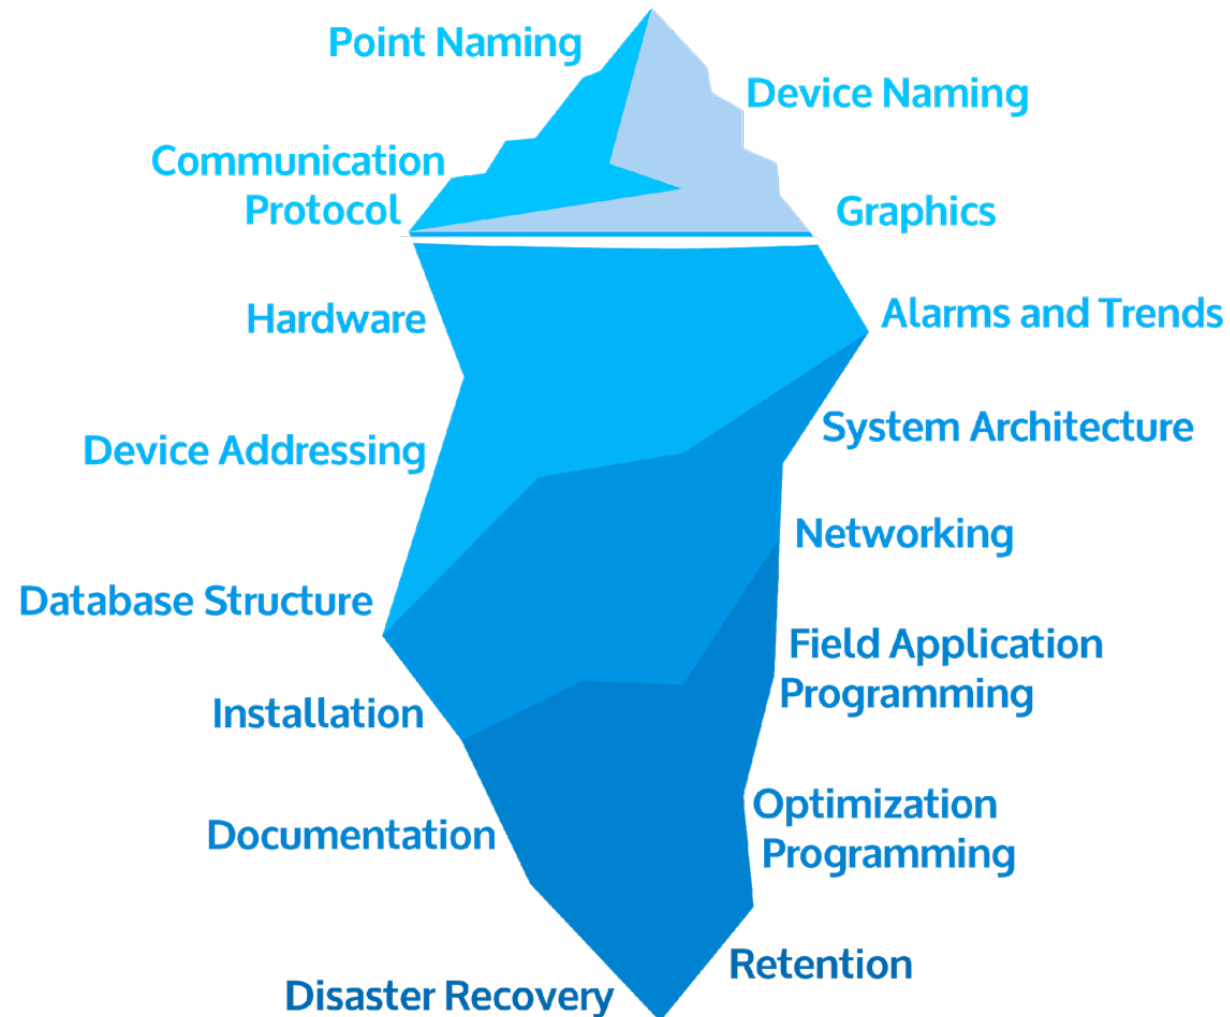 Point Naming
Device Naming
Communication
Protocol
Graphics
Hardware
Alarms and Trends
System Architecture
Device Addressing
Networking
Database Structure
Field Application
Programming
Installation
Optimization
Programming
Documentation
Retention
Disaster Recovery